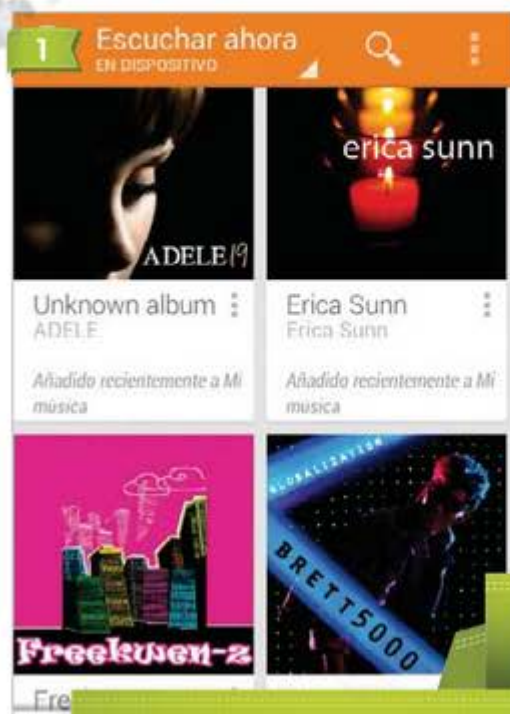 1
Escuchar ahora
EN DISPOSITIVO
ADELE 19
erica sunn
Unknown album
ADELE
Añadido recientemente a Mi
música
Erica Sunn
Erica Sunn
Añadido recientemente a Mi
música
Freekwen-z
GLOBALIZATION
BRETT5000
Fre